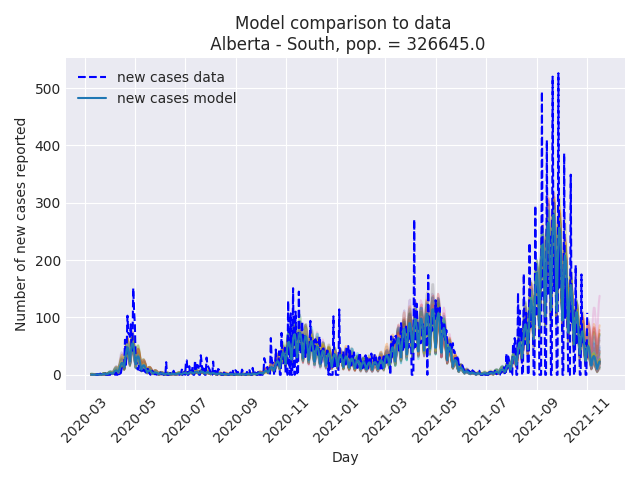 Model comparison to data
Alberta - South, pop. = 326645.0
new cases data
new cases model
Number of new cases reported
500
400
300
200
100
0
2020-03
2020-05
2020-07
2020-09
2020-11
2021-01
2021-03
2021-05
2021-07
2021-09
2021-11
Day